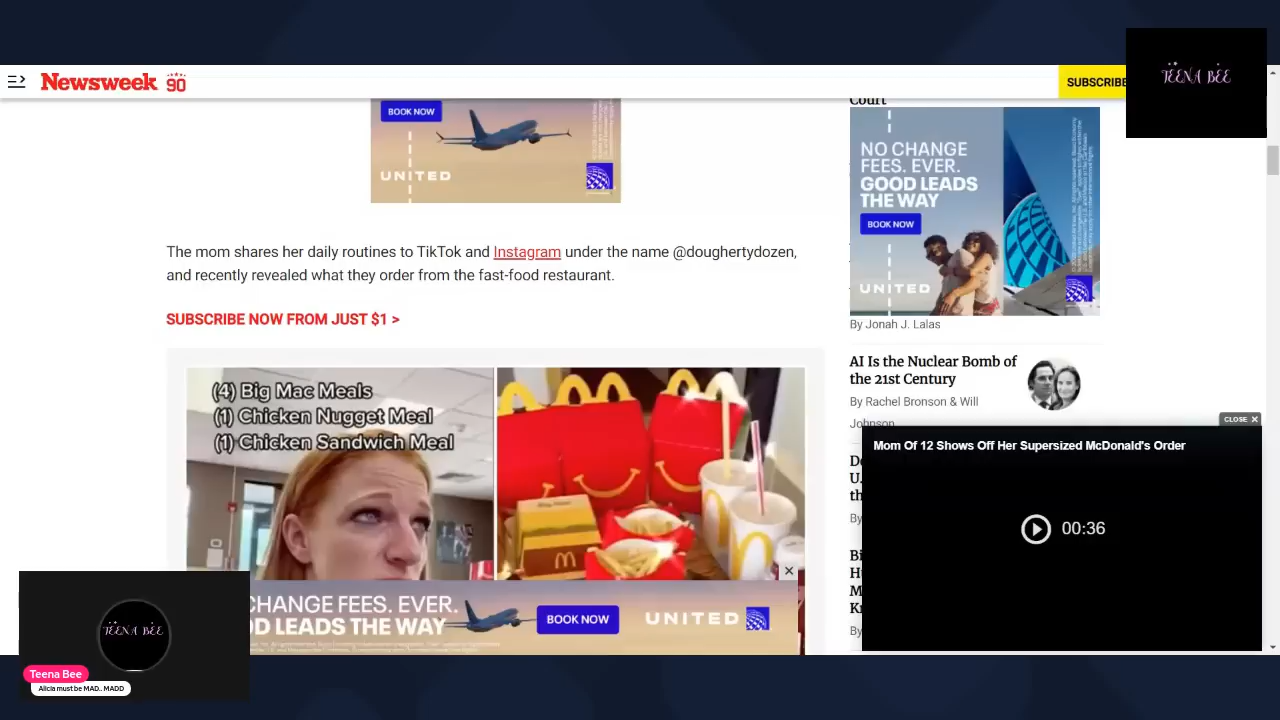 Newsweek 90
SUBSCRIBE
TEENA BEE
BOOK NOW
UNITED
The mom shares her daily routines to TikTok and Instagram under the name @doughertydozen,
and recently revealed what they order from the fast-food restaurant.
SUBSCRIBE NOW FROM JUST $1 >
(4) Big Mac Meals
(1) Chicken Nugget Meal
(1) Chicken Sandwich Meal
Court
NO CHANGE
FEES. EVER.
GOOD LEADS
THE WAY
BOOK NOW
UNITED
By Jonah J. Lalas
AI Is the Nuclear Bomb of
the 21st Century
By Rachel Bronson & Will
Johnson
CLOSE X
Mom Of 12 Shows Off Her Supersized McDonald's Order
00:36
U.
th
By
Bi
M
By
CHANGE FEES. EVER.
D LEADS THE WAY
BOOK NOW
UNITED
TEENA BEE
Teena Bee
Alicia must be MAD.. MADD